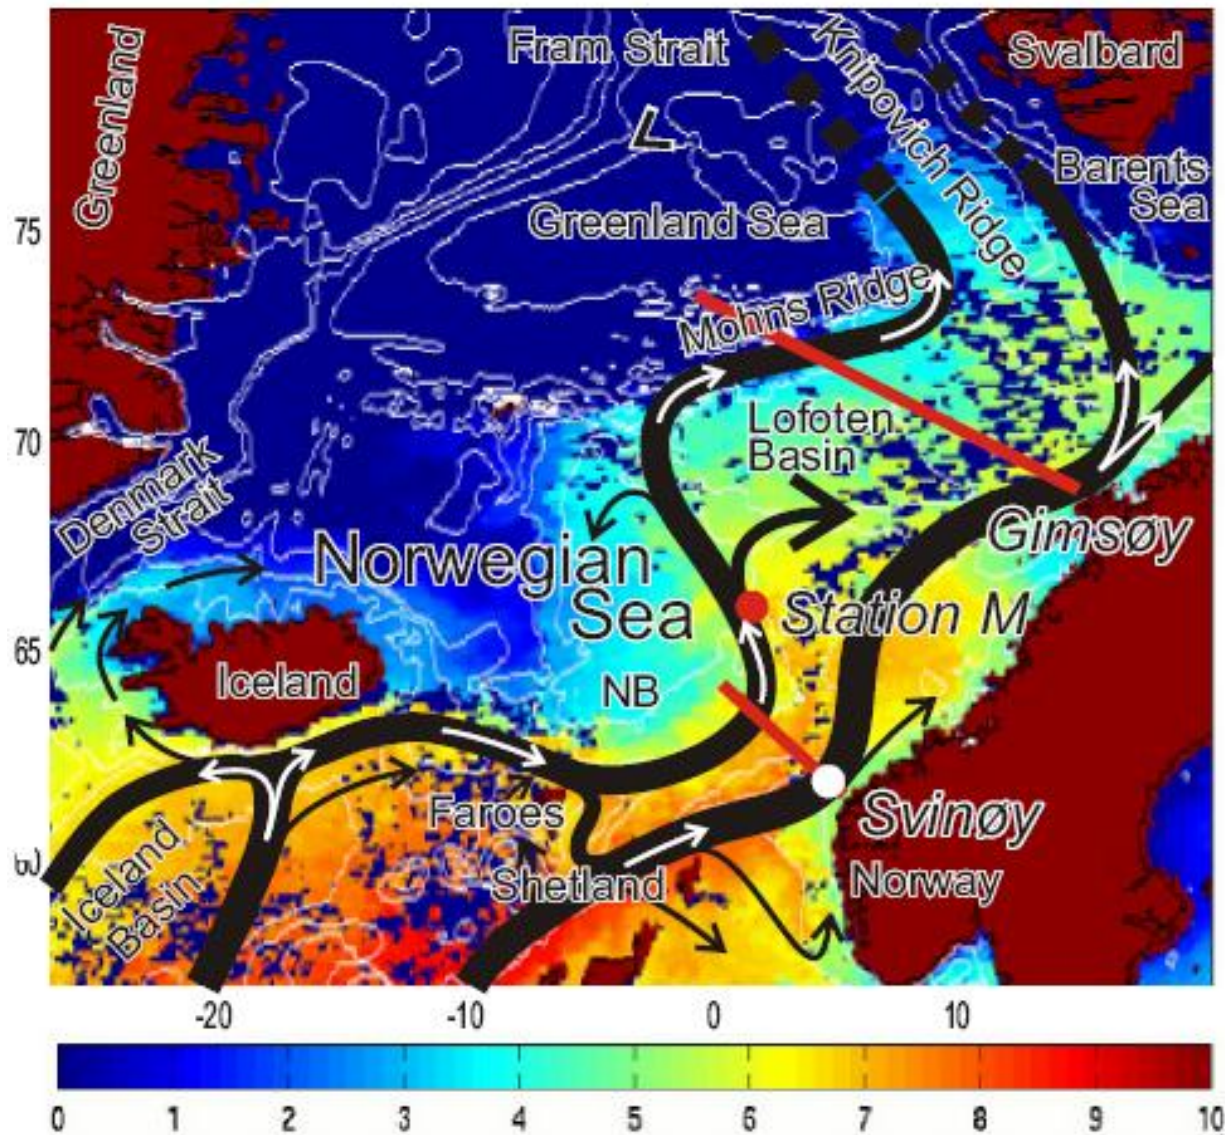 Fram Strait
Svalbard
Greenland
Knipovich Ridge
Barents
Sea
75
Greenland Sea
Mohns Ridge
70
Lofoten
Basin
Denmark
Strait
Gimsøy
Norwegian
Sea
Station M
65
Iceland
NB
Faroes
Svinøy
Iceland
Basin
Shetland
Norway
-20
-10
0
10
0
1
2
3
4
5
6
7
8
9
10